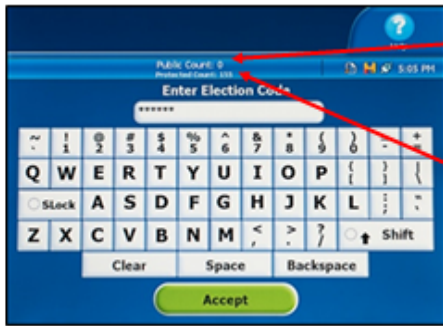 Public Count: 0
Protected Count: 155
5:05 PM
Enter Election Code
******
~ ! @ # $ % ^ & * ( ) _ +
` 1 2 3 4 5 6 7 8 9 0 - =
Q W E R T Y U I O P { } |
[ ] \
SLock A S D F G H J K L : "
; '
Z X C V B N M < > ? Shift
, . /
Clear Space Backspace
Accept